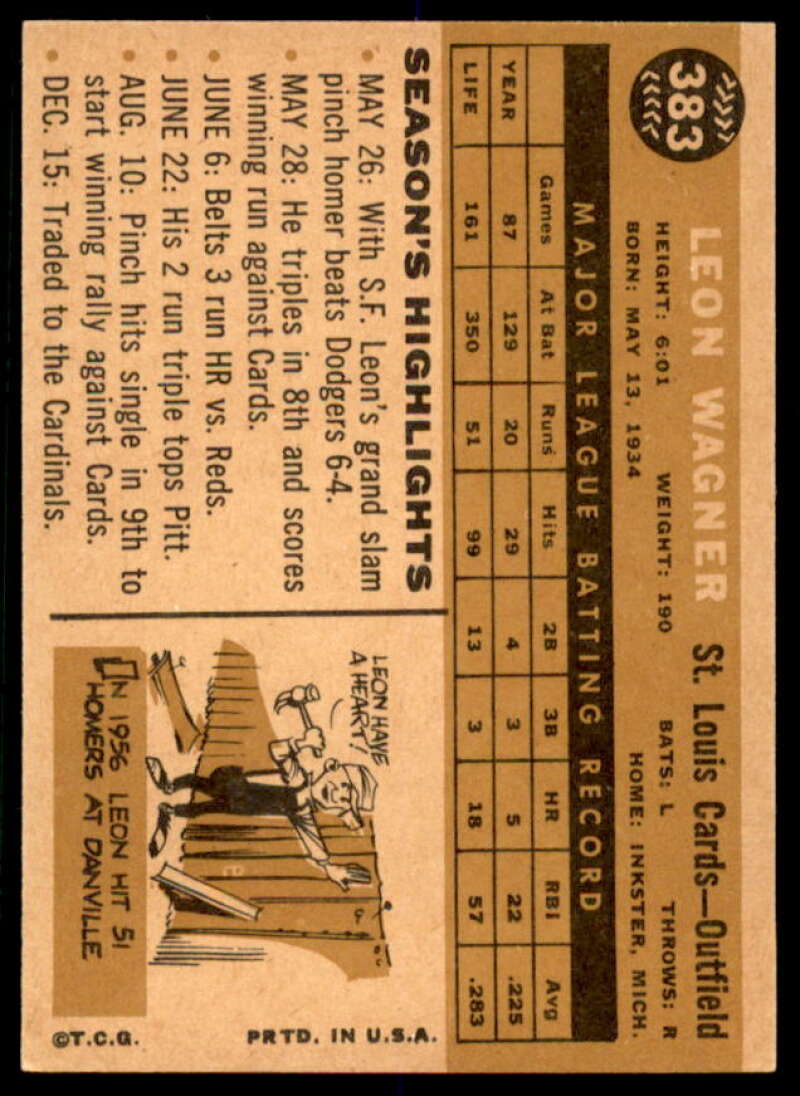 383
LEON WAGNER St. Louis Cards—Outfield
HEIGHT: 6:01 WEIGHT: 190 BATS: L THROWS: R
BORN: MAY 13, 1934 HOME: INKSTER, MICH.
MAJOR LEAGUE BATTING RECORD
Games At Bat Runs Hits 2B 3B HR RBI Avg
YEAR 87 129 20 29 4 3 5 22 .225
LIFE 161 350 51 99 13 3 18 57 .283
SEASON'S HIGHLIGHTS
• MAY 26: With S.F. Leon's grand slam
pinch homer beats Dodgers 6-4.
• MAY 28: He triples in 8th and scores
winning run against Cards.
• JUNE 6: Belts 3 run HR vs. Reds.
• JUNE 22: His 2 run triple tops Pitt.
• AUG. 10: Pinch hits single in 9th to
start winning rally against Cards.
• DEC. 15: Traded to the Cardinals.
LEON HAVE
A HEART!
IN 1956 LEON HIT 51
HOMERS AT DANVILLE
©T.C.G. PRTD. IN U.S.A.